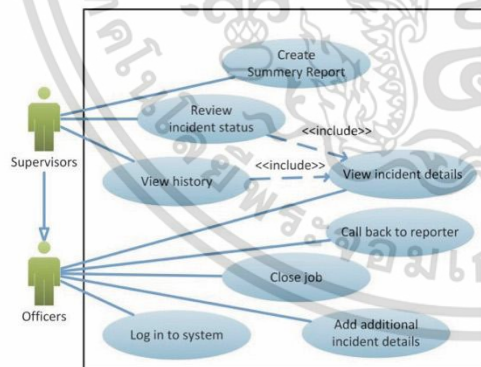 Create
Summery Report
Review
incident status
<<include>>
Supervisors
<<include>>
View incident details
View history
Call back to reporter
Close job
Officers
Log in to system
Add additional
incident details